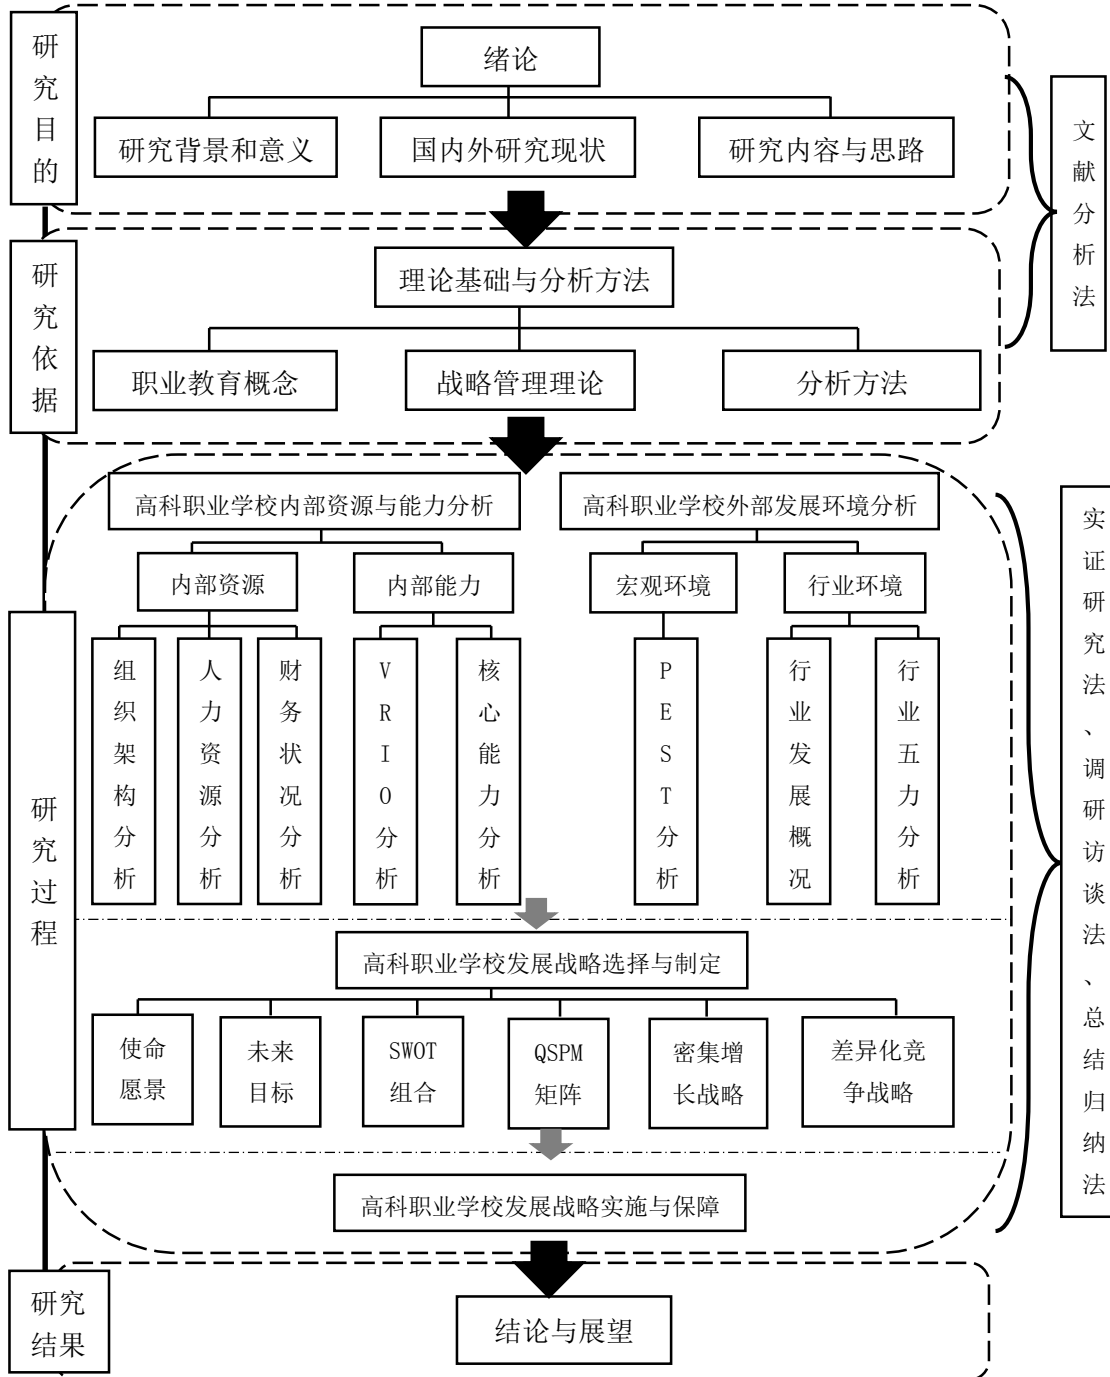 研究目的
绪论
研究背景和意义
国内外研究现状
研究内容与思路
文献分析法
研究依据
理论基础与分析方法
职业教育概念
战略管理理论
分析方法
研究过程
高科职业学校内部资源与能力分析
高科职业学校外部发展环境分析
内部资源
内部能力
宏观环境
行业环境
组织架构分析
人力资源分析
财务状况分析
VRIO分析
核心能力分析
PEST分析
行业发展概况
行业五力分析
实证研究法、调研访谈法、总结归纳法
高科职业学校发展战略选择与制定
使命
愿景
未来
目标
SWOT
组合
QSPM
矩阵
密集增
长战略
差异化竞
争战略
高科职业学校发展战略实施与保障
研究
结果
结论与展望